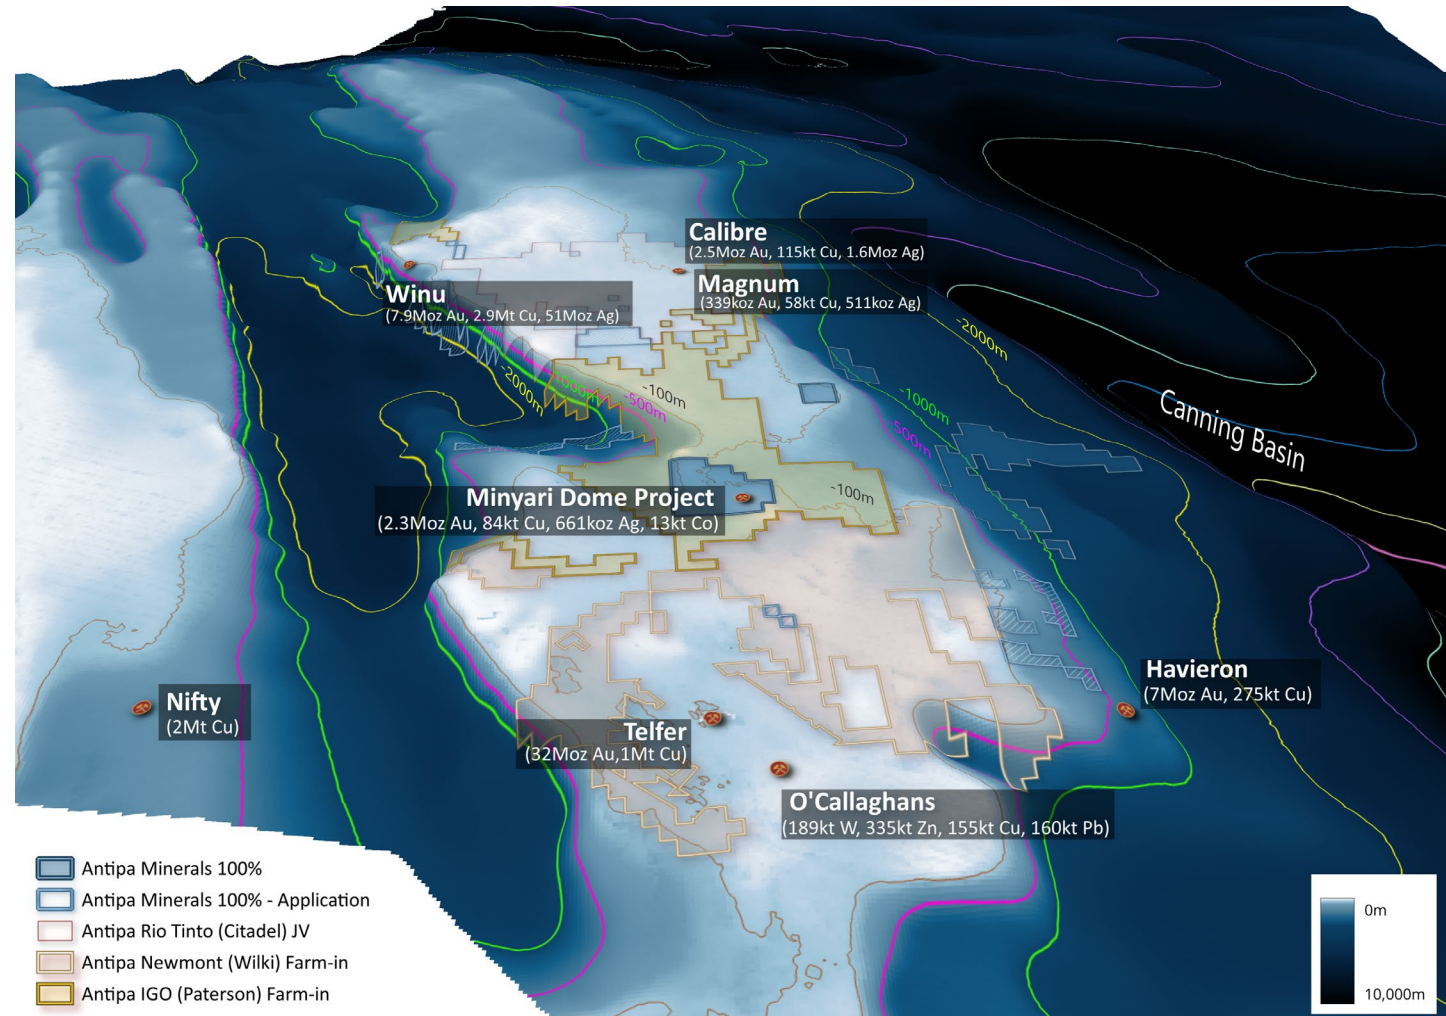 Calibre
(2.5Moz Au, 115kt Cu, 1.6Moz Ag)
Magnum
(339koz Au, 58kt Cu, 511koz Ag)
Winu
(7.9Moz Au, 2.9Mt Cu, 51Moz Ag)
-2000m
-2000m
-1000m
-100m
-500m
-1000m
-500m
Canning Basin
Minyari Dome Project
(2.3Moz Au, 84kt Cu, 661koz Ag, 13kt Co)
-100m
Havieron
(7Moz Au, 275kt Cu)
Nifty
(2Mt Cu)
Telfer
(32Moz Au,1Mt Cu)
O'Callaghans
(189kt W, 335kt Zn, 155kt Cu, 160kt Pb)
Antipa Minerals 100%
Antipa Minerals 100% - Application
Antipa Rio Tinto (Citadel) JV
Antipa Newmont (Wilki) Farm-in
Antipa IGO (Paterson) Farm-in
0m
10,000m